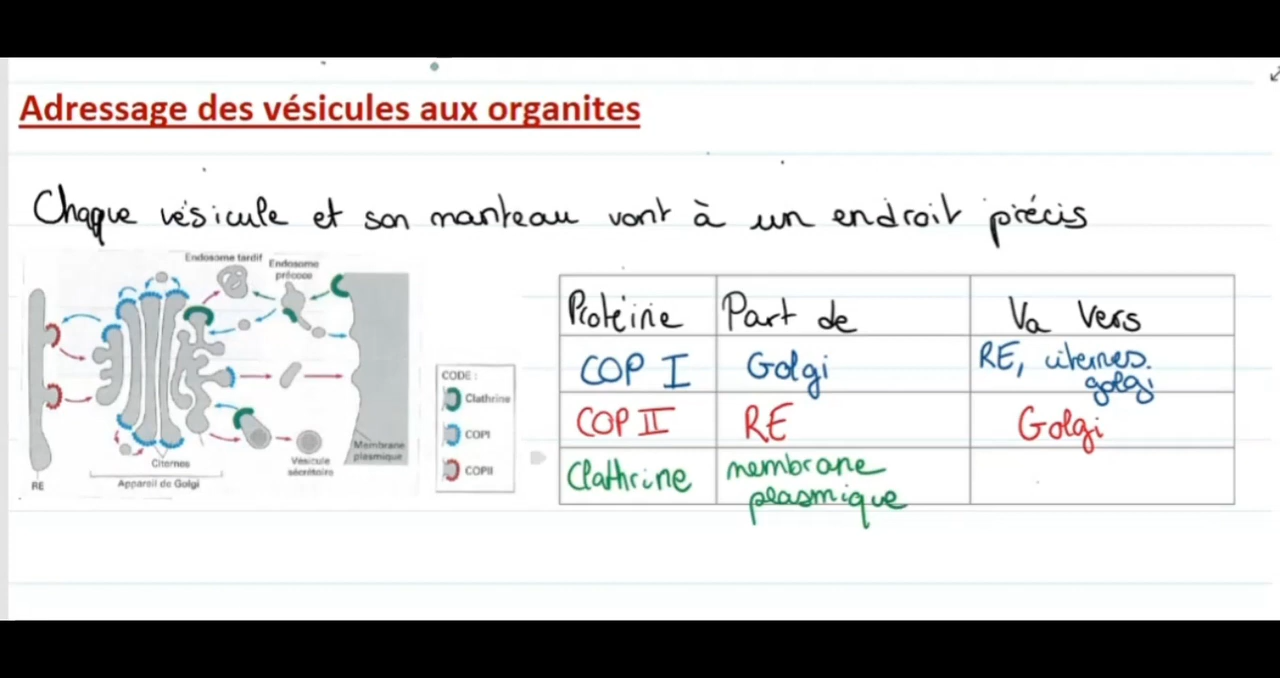 Adressage des vésicules aux organites
Chaque vésicule et son manteau vont à un endroit précis
Endosome tardif
Endosome
précoce
CODE :
Clathrine
COPI
COPII
RE
Citernes
Appareil de Golgi
Vésicule
sécrétoire
Membrane
plasmique
Protéine Part de Va vers
COP I Golgi RE, citernes.
golgi
COP II RE Golgi
Clathrine membrane
plasmique